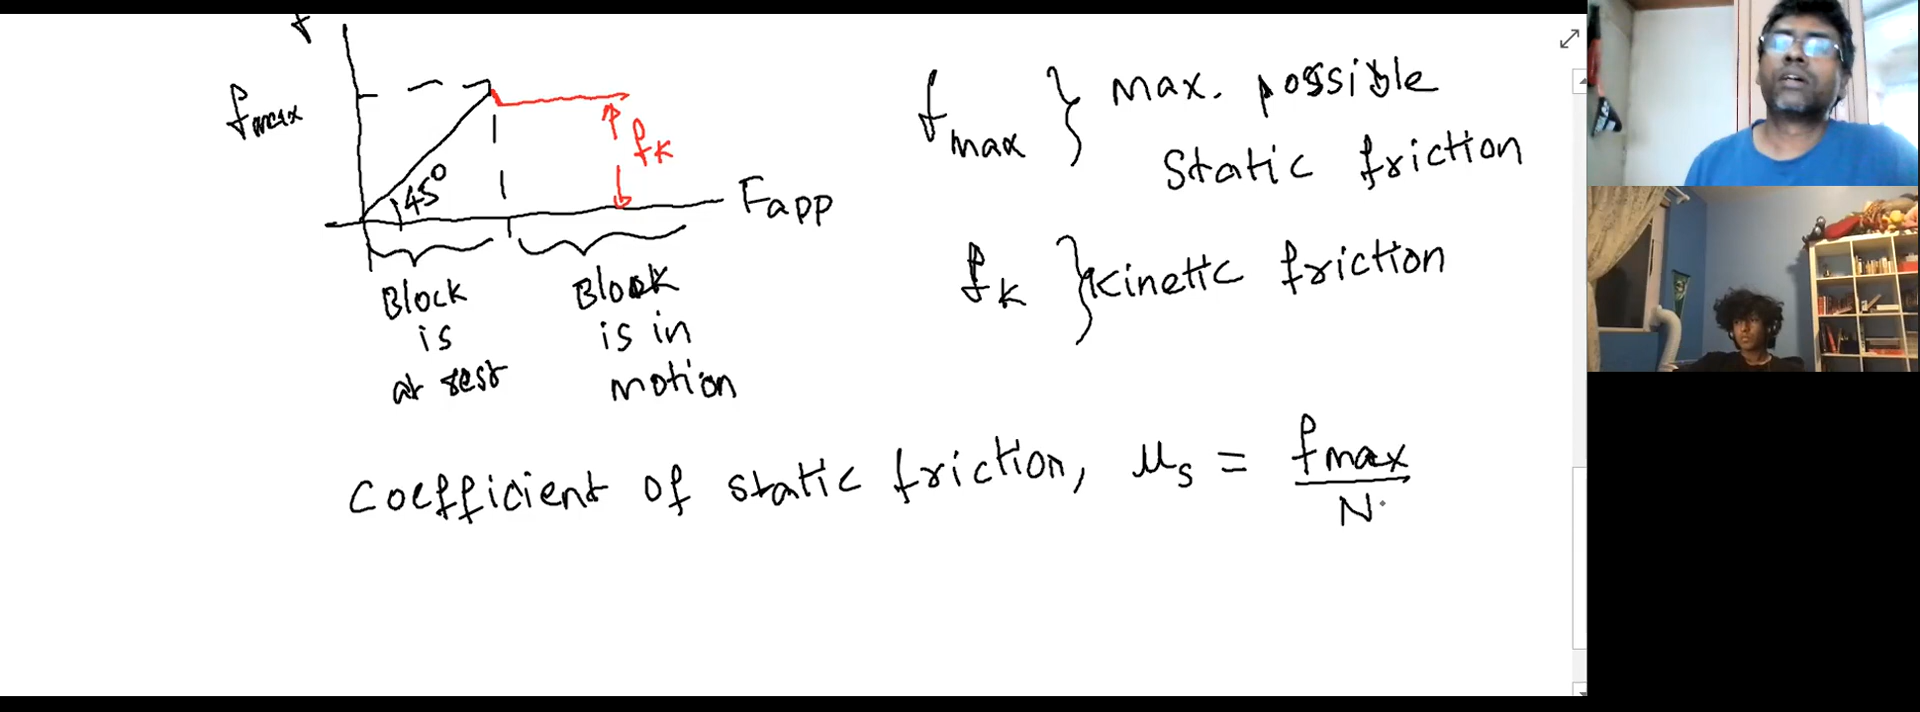 f
fmax
45°
fK
Fapp
Block
is
at rest
Block
is in
motion
fmax } max. possible
Static friction
fK } Kinetic friction
Coefficient of static friction, μs = fmax
N